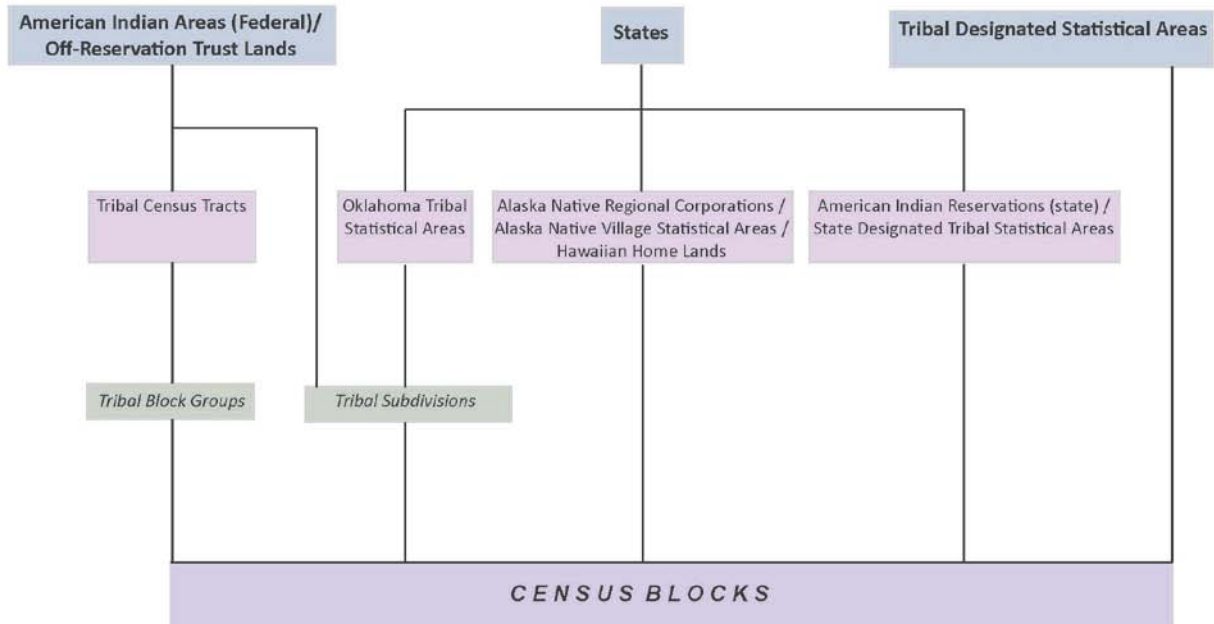 American Indian Areas (Federal)/
Off-Reservation Trust Lands
States
Tribal Designated Statistical Areas
Tribal Census Tracts
Oklahoma Tribal
Statistical Areas
Alaska Native Regional Corporations /
Alaska Native Village Statistical Areas /
Hawaiian Home Lands
American Indian Reservations (state) /
State Designated Tribal Statistical Areas
Tribal Block Groups
Tribal Subdivisions
CENSUS BLOCKS